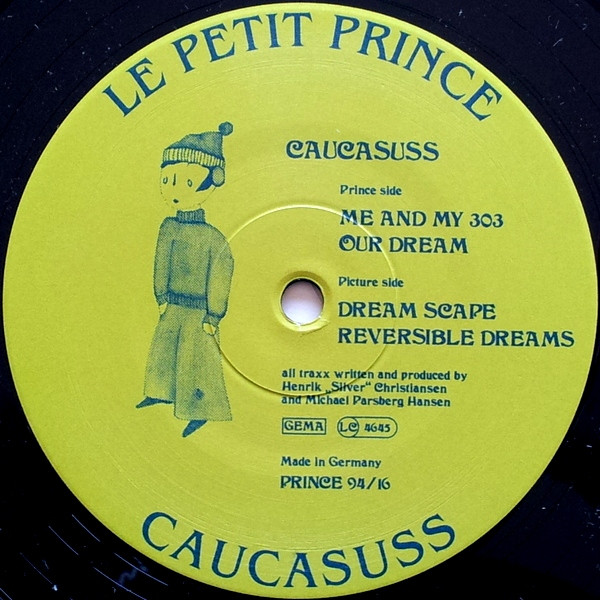 LE PETIT PRINCE
CAUCASUSS
Prince side
ME AND MY 303
OUR DREAM
Picture side
DREAM SCAPE
REVERSIBLE DREAMS
all traxx written and produced by
Henrik „Silver“ Christiansen
and Michael Parsberg Hansen
GEMA LC 4645
Made in Germany
PRINCE 94/16
CAUCASUSS